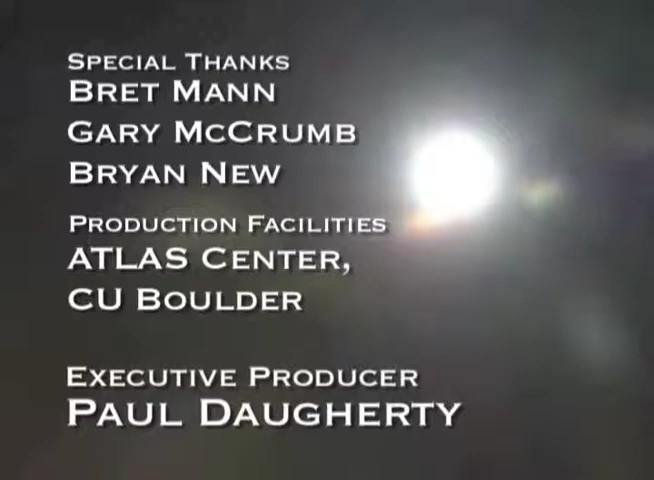 Special Thanks
Bret Mann
Gary McCrumb
Bryan New
Production Facilities
ATLAS Center,
CU Boulder
Executive Producer
Paul Daugherty